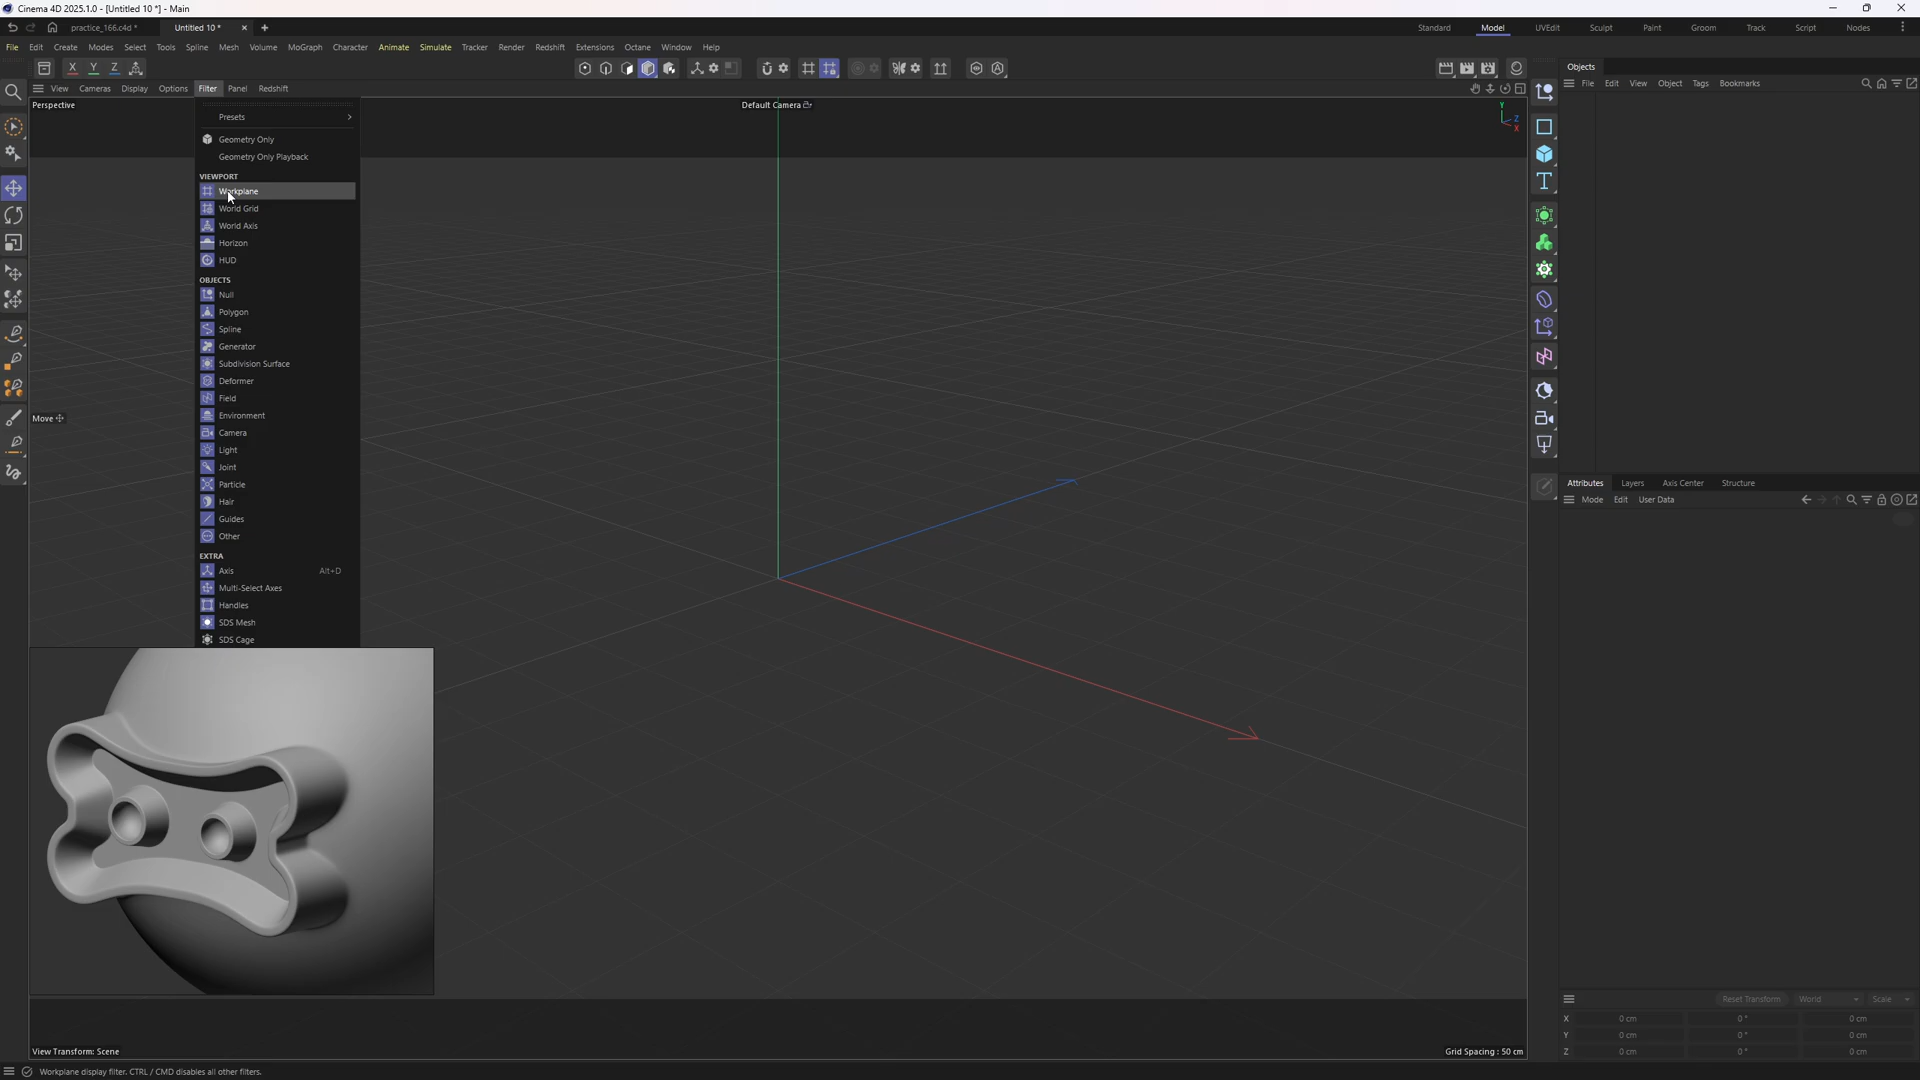 Cinema 4D 2025.1.0 - [Untitled 10 *] - Main
practice_166.c4d *
Untitled 10 *
Standard
Model
UVEdit
Sculpt
Paint
Groom
Track
Script
Nodes
File Edit Create Modes Select Tools Spline Mesh Volume MoGraph Character Animate Simulate Tracker Render Redshift Extensions Octane Window Help
X Y Z
Objects
View Cameras Display Options Filter Panel Redshift
File Edit View Object Tags Bookmarks
Perspective
Default Camera
Y
Z
X
Presets
Geometry Only
Geometry Only Playback
VIEWPORT
Workplane
World Grid
World Axis
Horizon
HUD
OBJECTS
Null
Polygon
Spline
Generator
Subdivision Surface
Deformer
Field
Environment
Camera
Light
Joint
Particle
Hair
Guides
Other
EXTRA
Axis Alt+D
Multi-Select Axes
Handles
SDS Mesh
SDS Cage
Move
Attributes Layers Axis Center Structure
Mode Edit User Data
Reset Transform World Scale
X 0 cm 0 ° 0 cm
Y 0 cm 0 ° 0 cm
Z 0 cm 0 ° 0 cm
View Transform: Scene
Grid Spacing : 50 cm
Workplane display filter. CTRL / CMD disables all other filters.